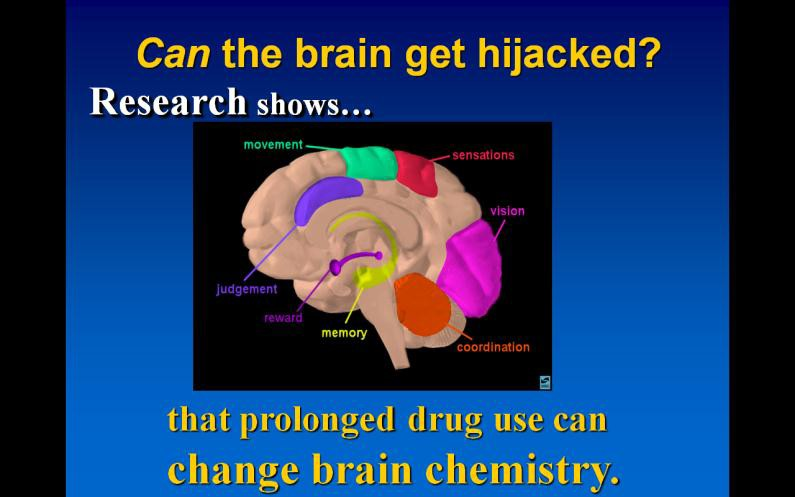 Can the brain get hijacked?
Research shows…
movement
sensations
vision
judgement
reward
memory
coordination
that prolonged drug use can
change brain chemistry.